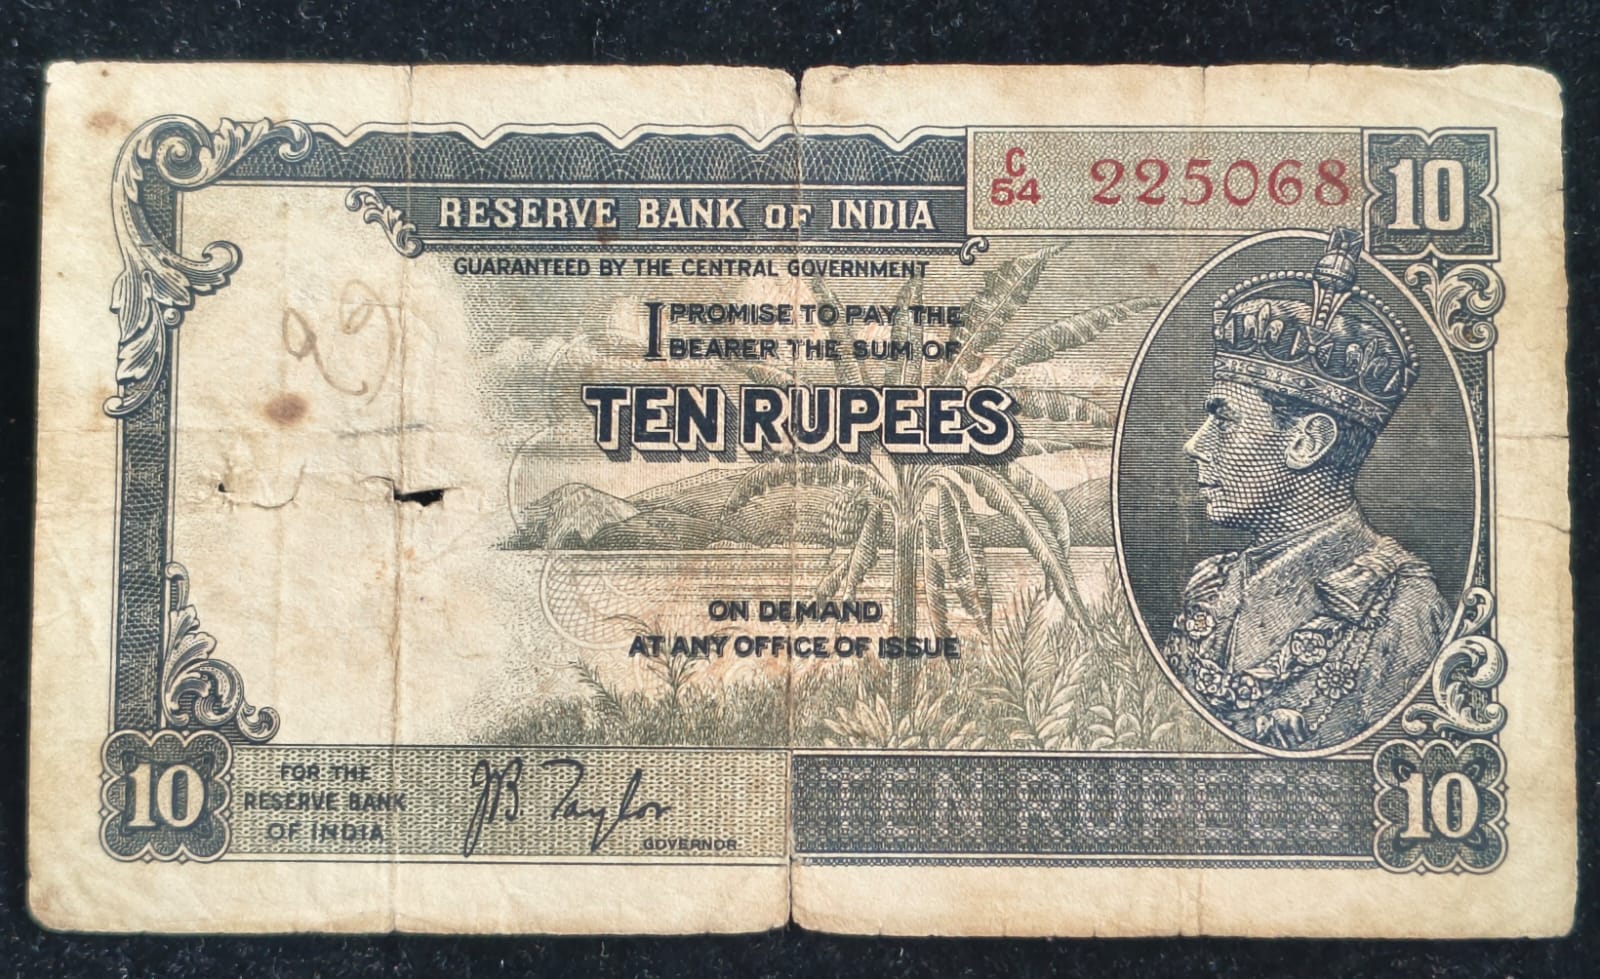 C
54 225068 10
RESERVE BANK OF INDIA
GUARANTEED BY THE CENTRAL GOVERNMENT
I PROMISE TO PAY THE
BEARER THE SUM OF
TEN RUPEES
ON DEMAND
AT ANY OFFICE OF ISSUE
10
FOR THE
RESERVE BANK
OF INDIA
JB. Taylor
GOVERNOR
TEN RUPEES
10